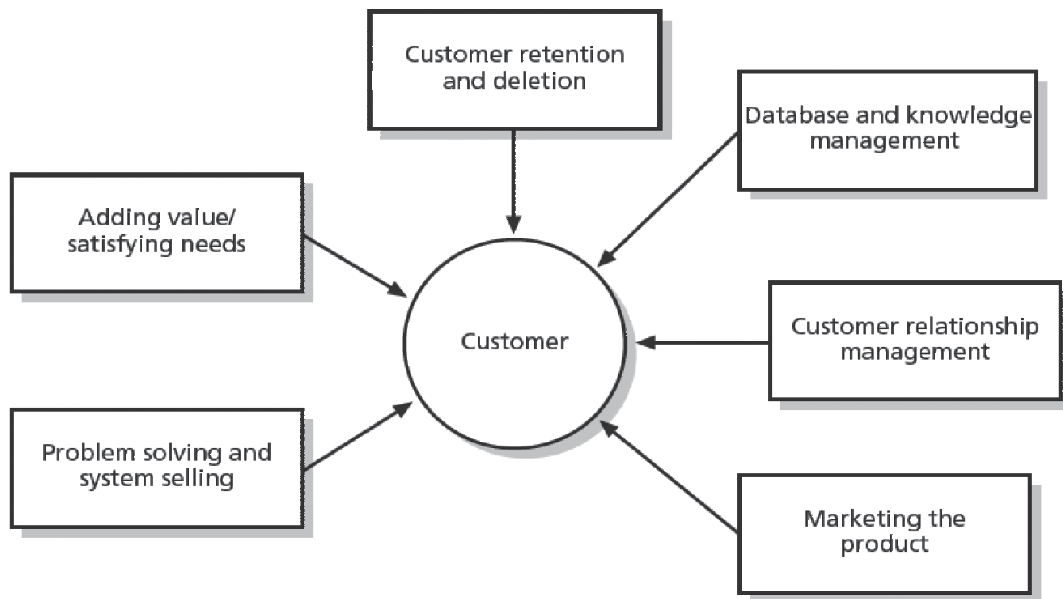 Customer retention
and deletion
Database and knowledge
management
Adding value/
satisfying needs
Customer
Customer relationship
management
Problem solving and
system selling
Marketing the
product